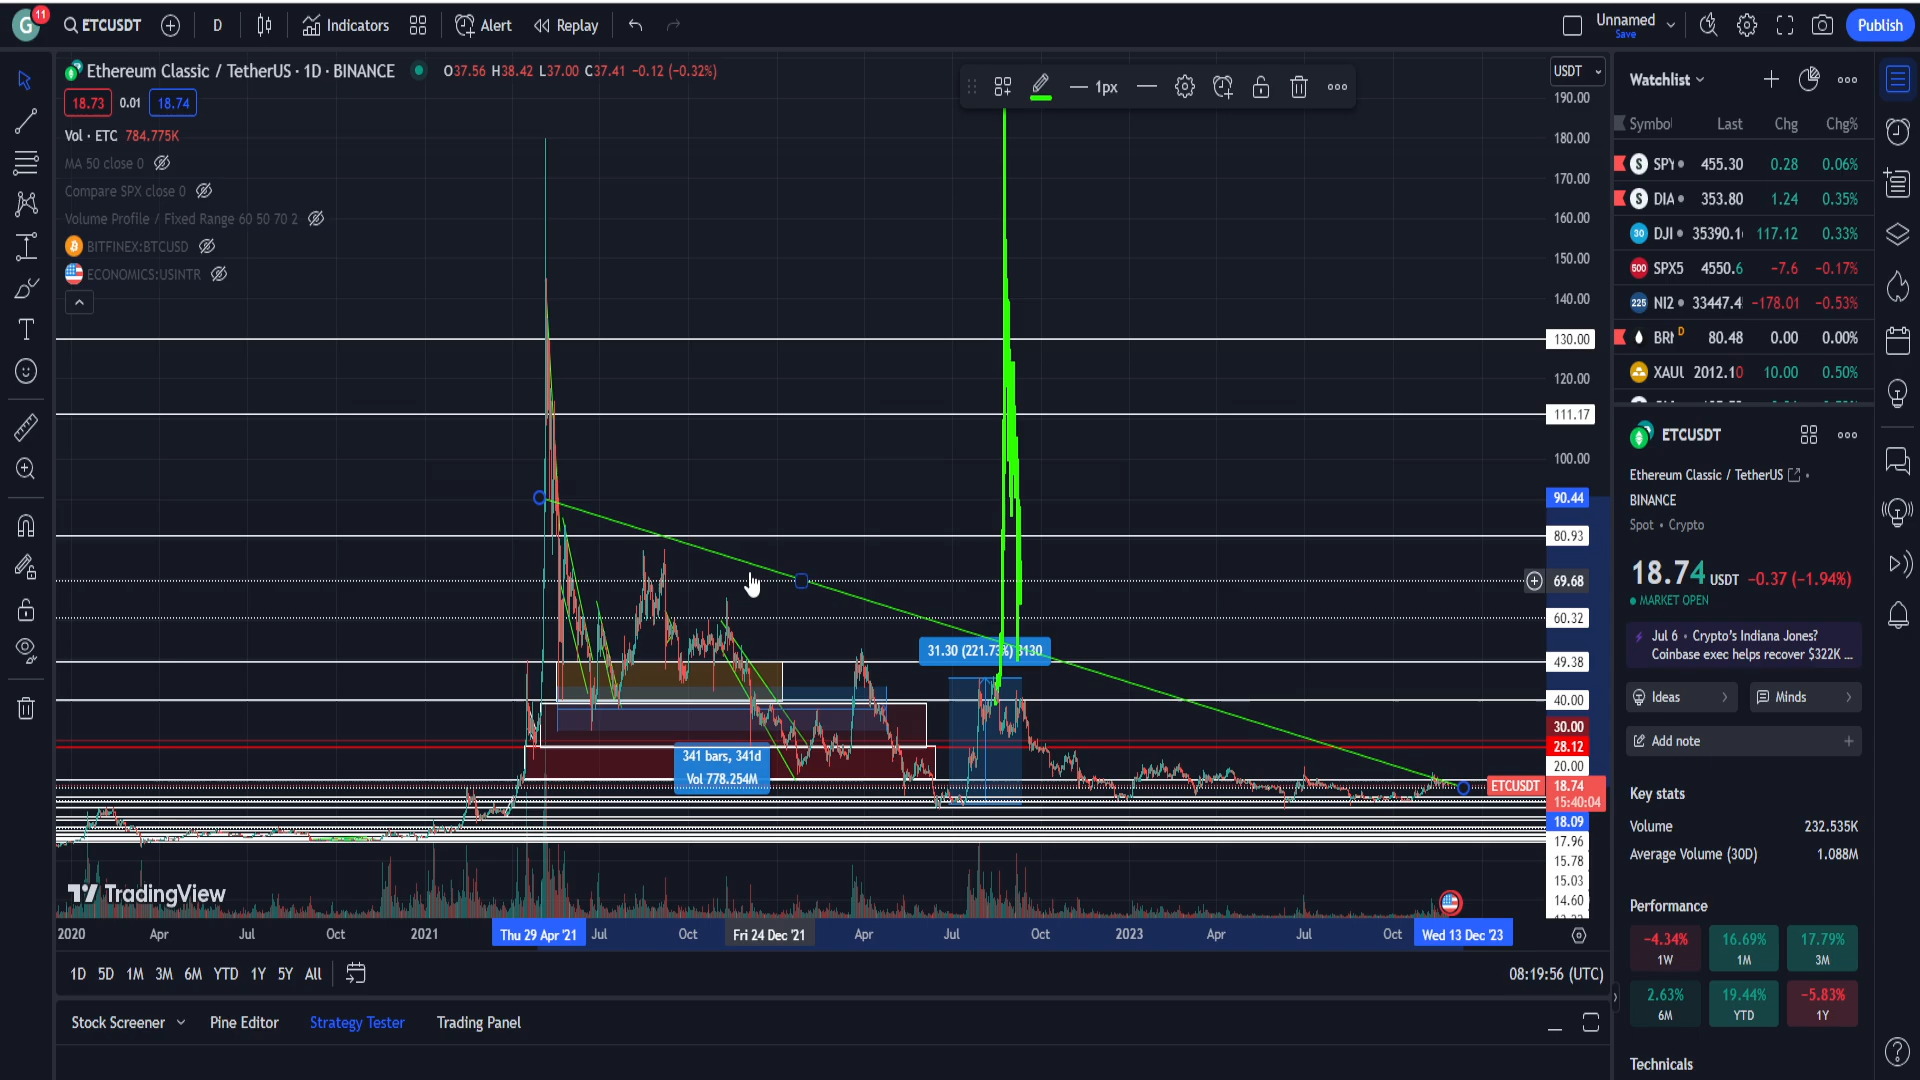 G
11
ETCUSDT
D
Indicators
Alert
Replay
Unnamed
Save
Publish
Ethereum Classic / TetherUS · 1D · BINANCE
O37.56 H38.42 L37.00 C37.41 −0.12 (−0.32%)
18.73 0.01 18.74
Vol · ETC 784.775K
MA 50 close 0
Compare SPX close 0
Volume Profile / Fixed Range 60 50 70 2
BITFINEX:BTCUSD
ECONOMICS:USINTR
1px
USDT
190.00
180.00
170.00
160.00
150.00
140.00
130.00
120.00
111.17
100.00
90.44
80.93
69.68
60.32
49.38
40.00
30.00
28.12
20.00
ETCUSDT 18.74
15:40:04
18.09
17.96
15.78
15.03
14.60
31.30 (221.73%) 3130
341 bars, 341d
Vol 778.254M
TradingView
2020 Apr Jul Oct 2021 Thu 29 Apr '21 Jul Oct Fri 24 Dec '21 Apr Jul Oct 2023 Apr Jul Oct Wed 13 Dec '23
1D 5D 1M 3M 6M YTD 1Y 5Y All
08:19:56 (UTC)
Stock Screener Pine Editor Strategy Tester Trading Panel
Watchlist
Symbol Last Chg Chg%
S SPY 455.30 0.28 0.06%
S DIA 353.80 1.24 0.35%
30 DJI 35390.1 117.12 0.33%
500 SPX5 4550.6 −7.6 −0.17%
225 NI2 33447.4 −178.01 −0.53%
BRN D 80.48 0.00 0.00%
XAU 2012.10 10.00 0.50%
ETCUSDT
Ethereum Classic / TetherUS
BINANCE
Spot • Crypto
18.74 USDT −0.37 (−1.94%)
MARKET OPEN
Jul 6 • Crypto's Indiana Jones?
Coinbase exec helps recover $322K ...
Ideas
Minds
Add note
Key stats
Volume 232.535K
Average Volume (30D) 1.088M
Performance
−4.34% 16.69% 17.79%
1W 1M 3M
2.63% 19.44% −5.83%
6M YTD 1Y
Technicals